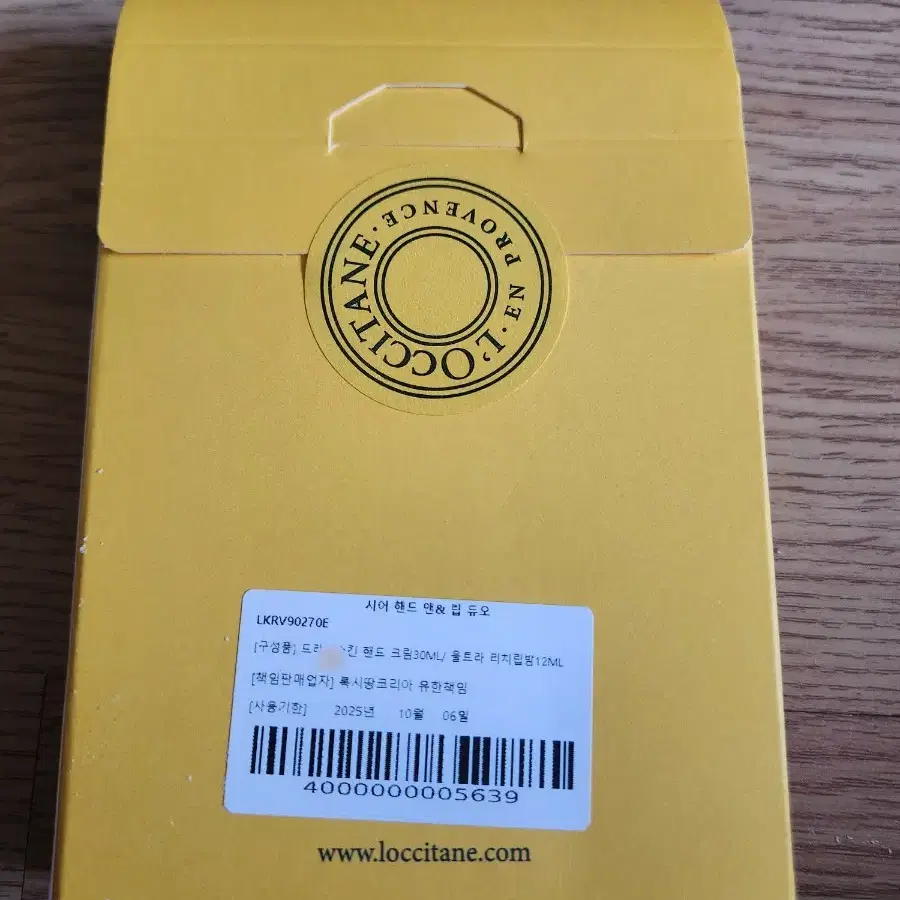 L'OCCITANE · EN PROVENCE ·
시어 핸드 앤& 립 듀오
LKRV90270E
[구성품] 핸드 크림30ML/ 울트라 리치립밤12ML
[책임판매업자] 록시땅코리아 유한책임
[사용기한] 2025년 10월 06일
4000000005639
www.loccitane.com